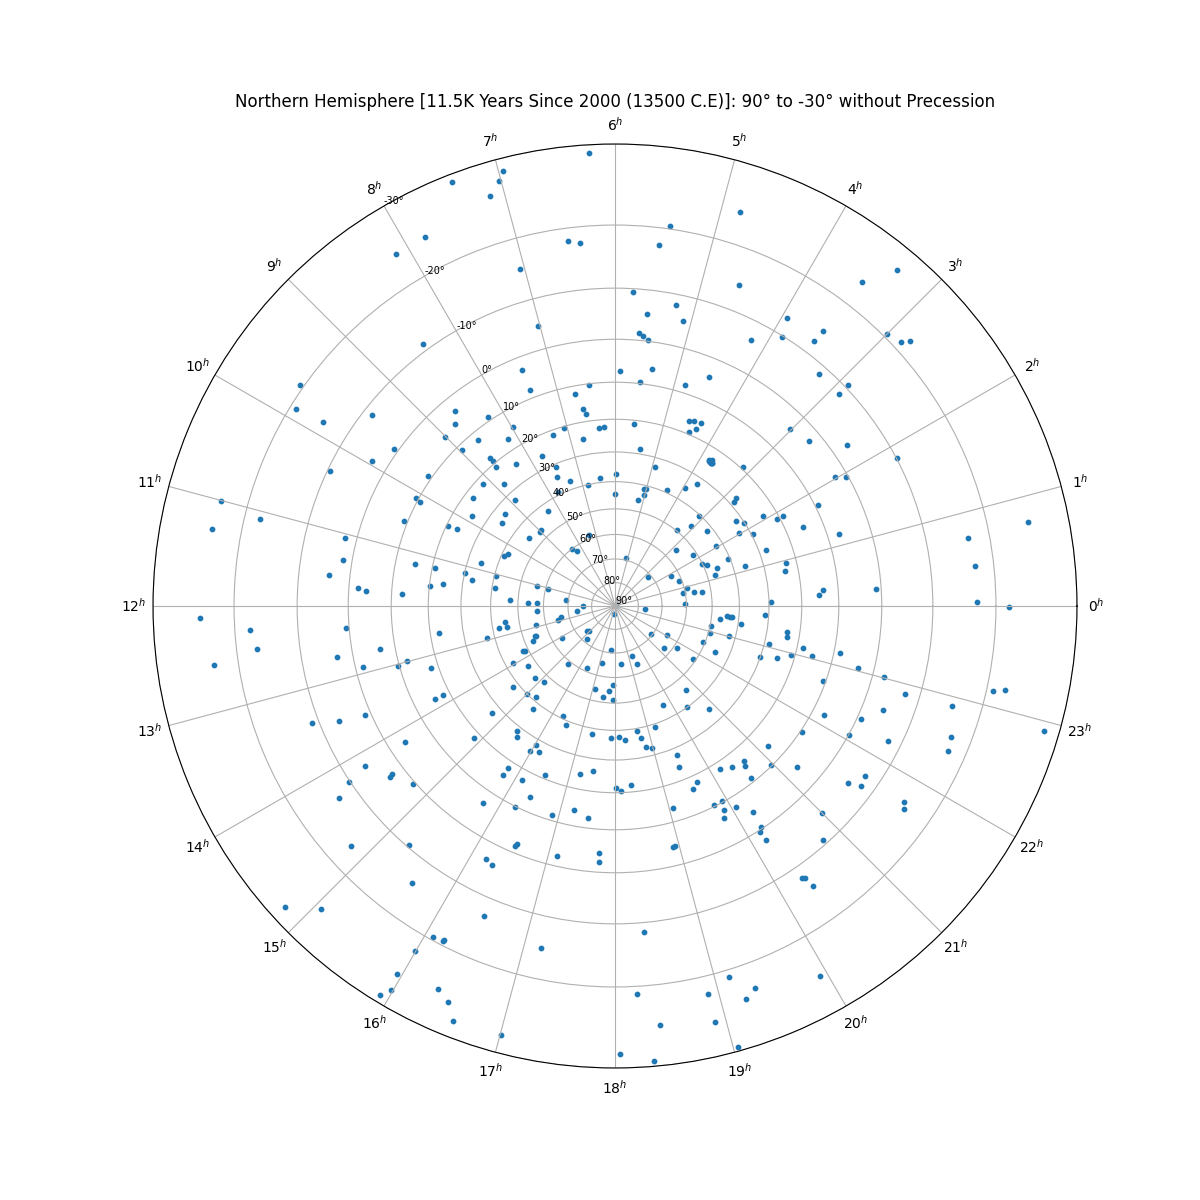 Northern Hemisphere [11.5K Years Since 2000 (13500 C.E)]: 90° to -30° without Precession
6h
7h
5h
8h
4h
-30°
9h
3h
-20°
-10°
10h
2h
0°
10°
20°
30°
11h
1h
40°
50°
60°
70°
80°
90°
12h
0h
13h
23h
14h
22h
15h
21h
16h
20h
17h
19h
18h